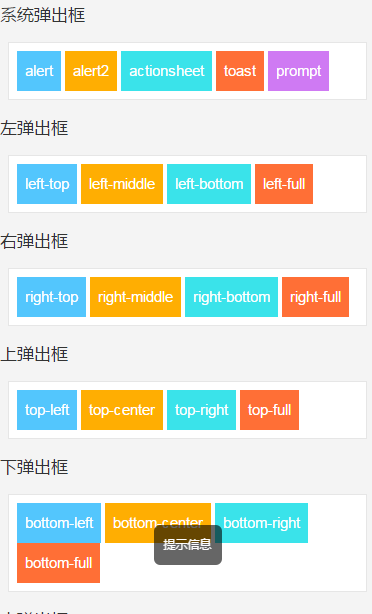 系统弹出框
alert alert2 actionsheet toast prompt
左弹出框
left-top left-middle left-bottom left-full
右弹出框
right-top right-middle right-bottom right-full
上弹出框
top-left top-center top-right top-full
下弹出框
bottom-left bottom-center bottom-right
提示信息
bottom-full